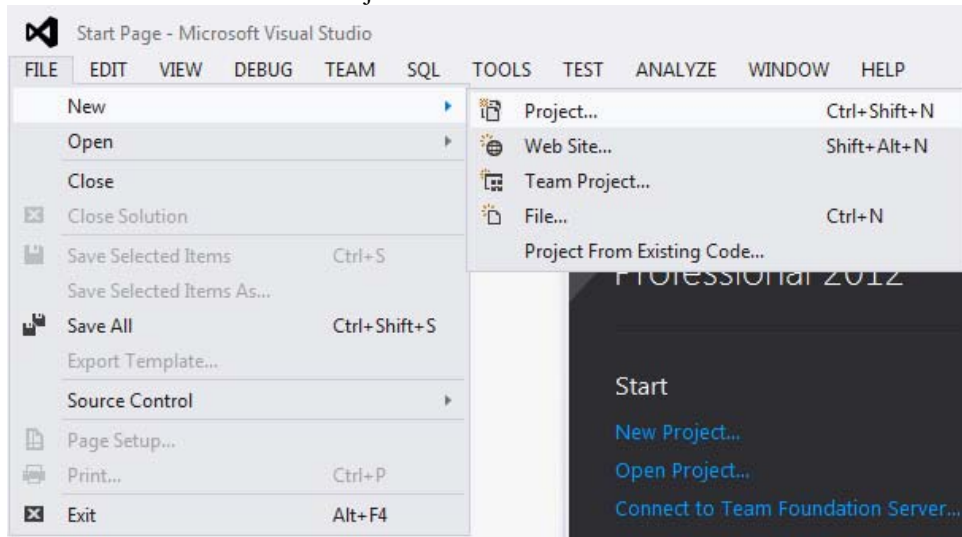 j
Start Page - Microsoft Visual Studio
FILE EDIT VIEW DEBUG TEAM SQL TOOLS TEST ANALYZE WINDOW HELP
New
Open
Close
Close Solution
Save Selected Items Ctrl+S
Save Selected Items As...
Save All Ctrl+Shift+S
Export Template...
Source Control
Page Setup...
Print... Ctrl+P
Exit Alt+F4
Project... Ctrl+Shift+N
Web Site... Shift+Alt+N
Team Project...
File... Ctrl+N
Project From Existing Code...
Professional 2012
Start
New Project...
Open Project...
Connect to Team Foundation Server...